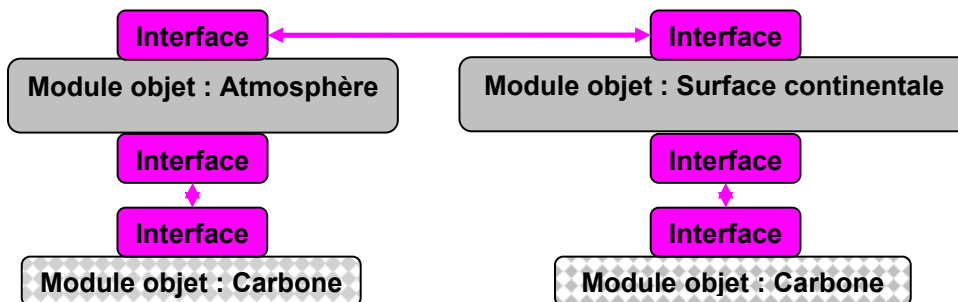 Interface
Interface
Module objet : Atmosphère
Module objet : Surface continentale
Interface
Interface
Interface
Interface
Module objet : Carbone
Module objet : Carbone